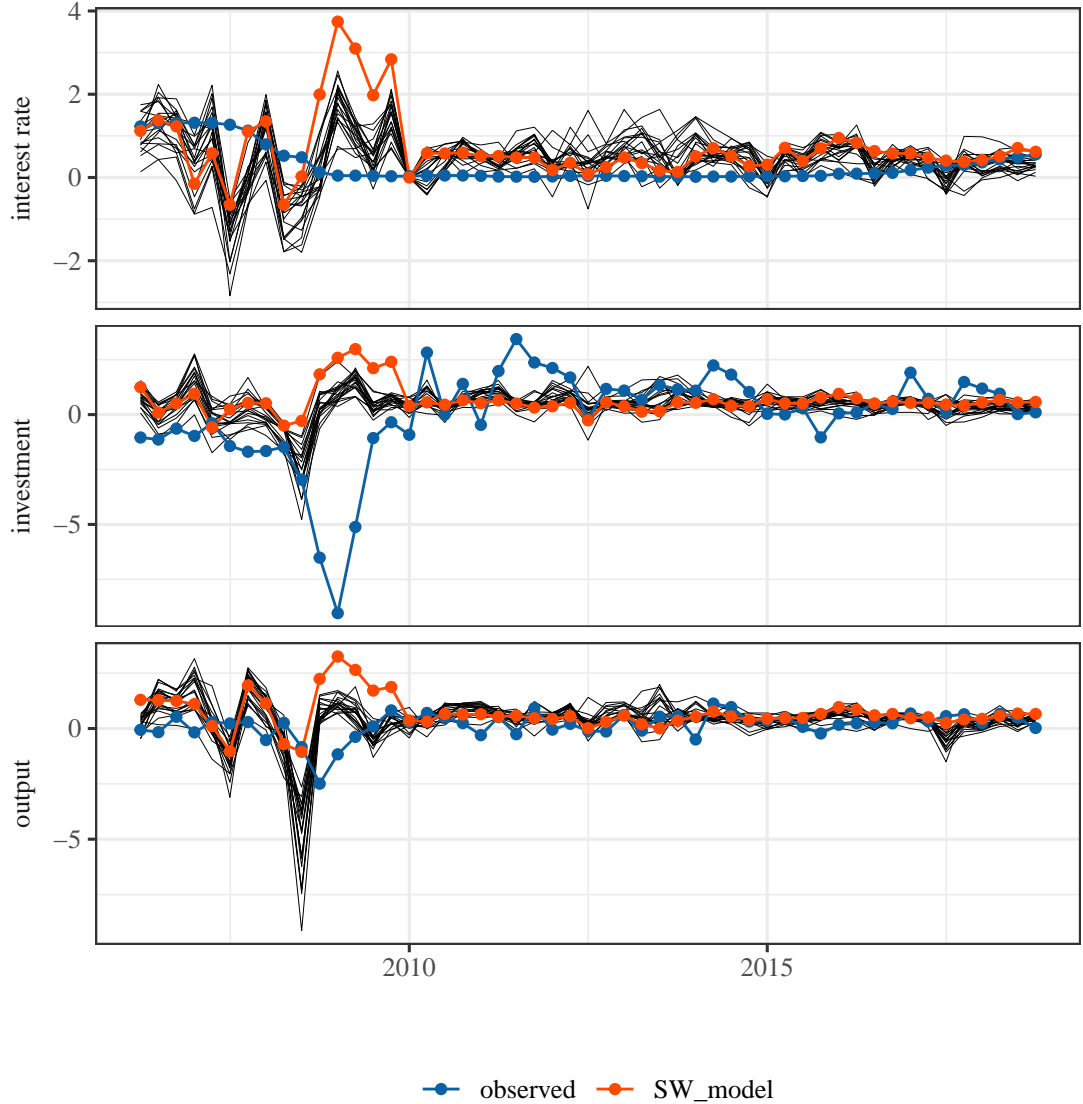 4
2
0
−2
interest rate
0
−5
investment
0
−5
output
2010 2015
observed SW_model